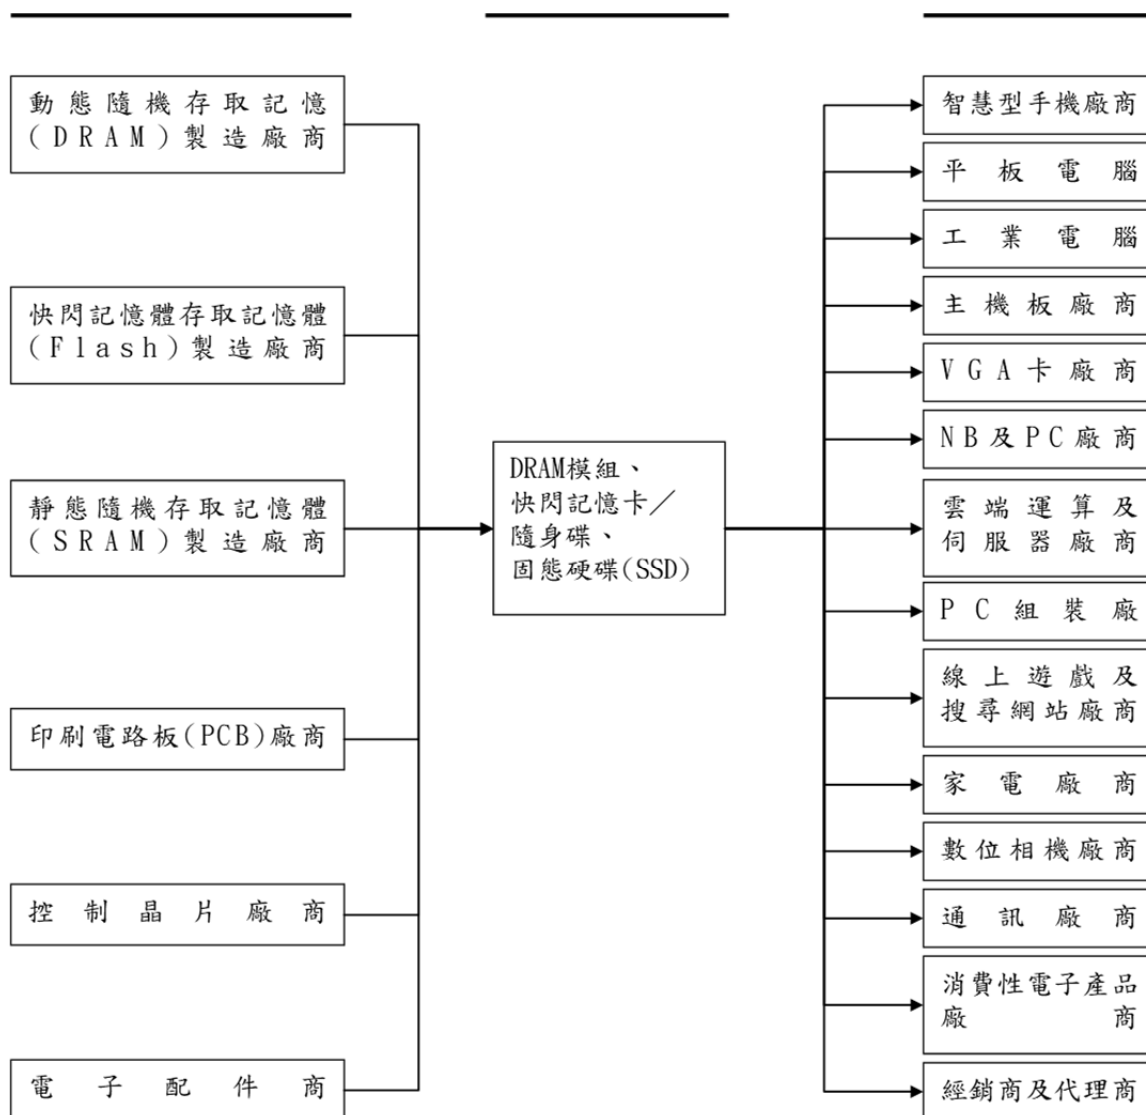 動態隨機存取記憶
(DRAM)製造廠商
快閃記憶體存取記憶體
(Flash)製造廠商
靜態隨機存取記憶體
(SRAM)製造廠商
印刷電路板(PCB)廠商
控制晶片廠商
電子配件商
DRAM模組、
快閃記憶卡／
隨身碟、
固態硬碟(SSD)
智慧型手機廠商
平板電腦
工業電腦
主機板廠商
VGA卡廠商
NB及PC廠商
雲端運算及
伺服器廠商
PC組裝廠
線上遊戲及
搜尋網站廠商
家電廠商
數位相機廠商
通訊廠商
消費性電子產品
廠商
經銷商及代理商